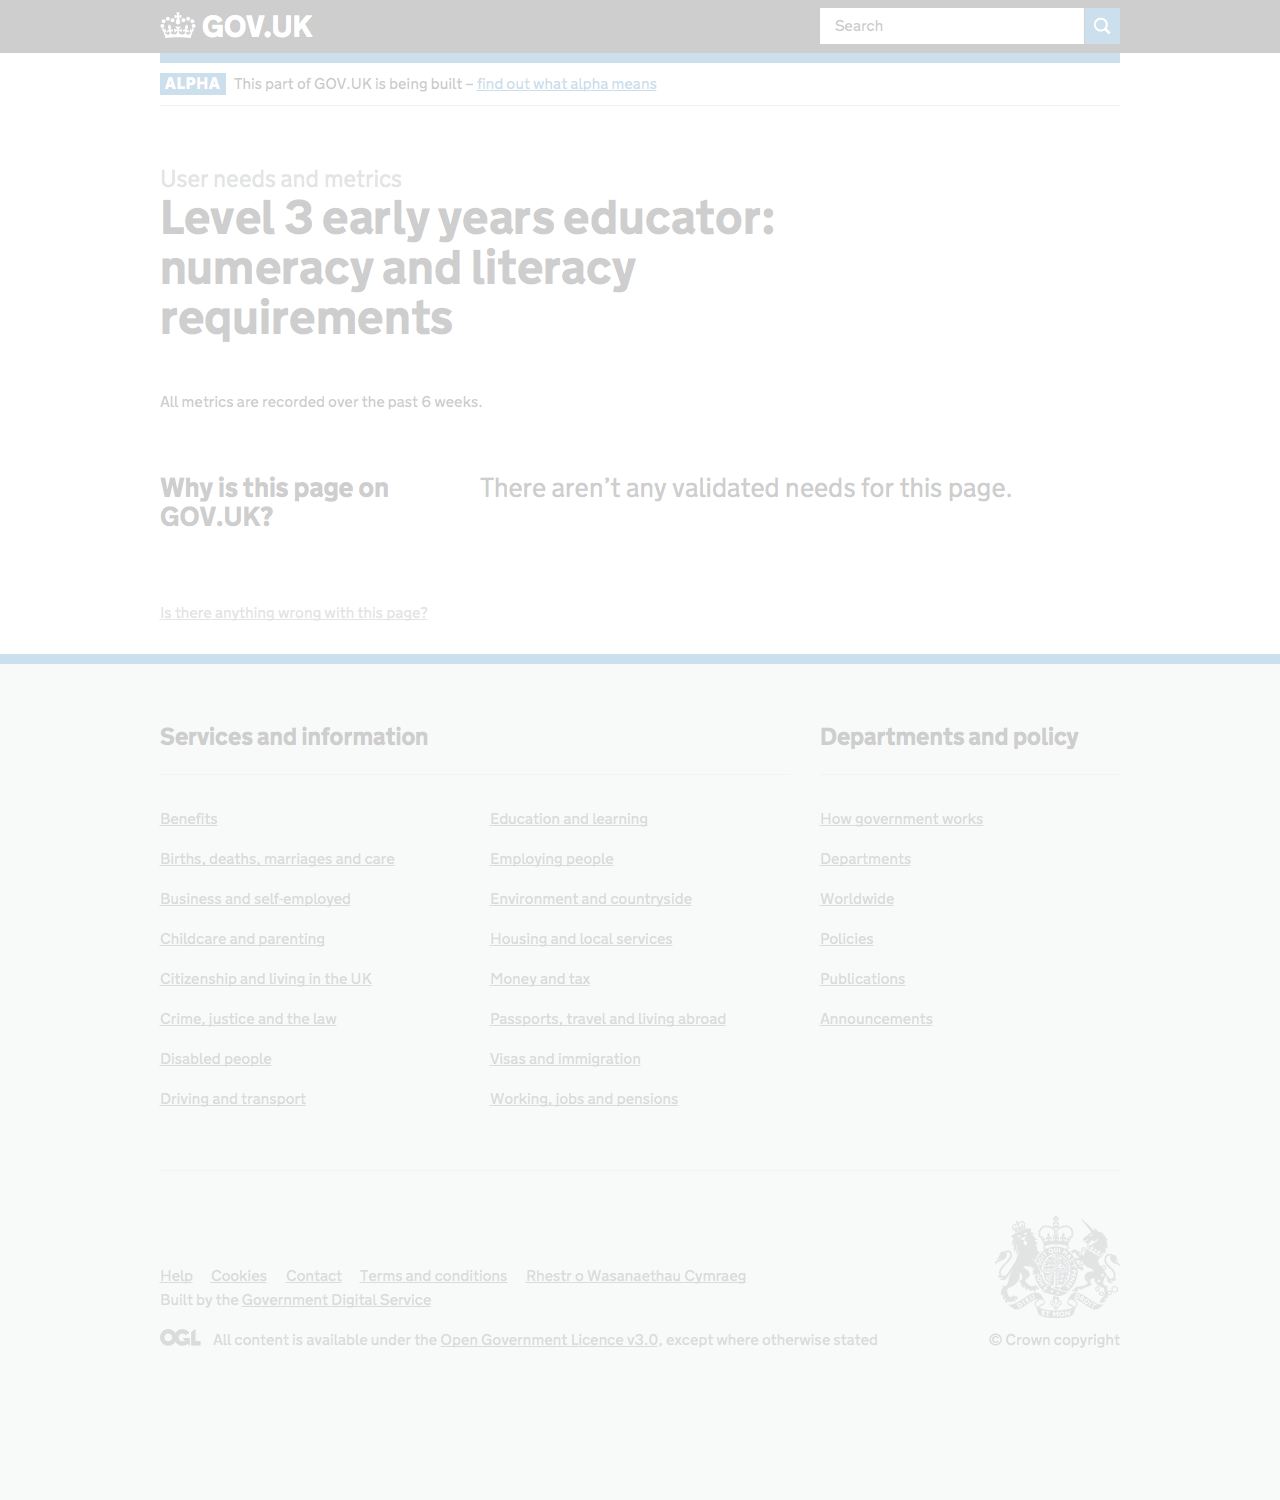 GOV.UK
Search
ALPHA This part of GOV.UK is being built – find out what alpha means
User needs and metrics
Level 3 early years educator:
numeracy and literacy
requirements
All metrics are recorded over the past 6 weeks.
Why is this page on
GOV.UK?
There aren’t any validated needs for this page.
Is there anything wrong with this page?
Services and information
Benefits
Births, deaths, marriages and care
Business and self-employed
Childcare and parenting
Citizenship and living in the UK
Crime, justice and the law
Disabled people
Driving and transport
Education and learning
Employing people
Environment and countryside
Housing and local services
Money and tax
Passports, travel and living abroad
Visas and immigration
Working, jobs and pensions
Departments and policy
How government works
Departments
Worldwide
Policies
Publications
Announcements
Help Cookies Contact Terms and conditions Rhestr o Wasanaethau Cymraeg
Built by the Government Digital Service
OGL All content is available under the Open Government Licence v3.0, except where otherwise stated
© Crown copyright